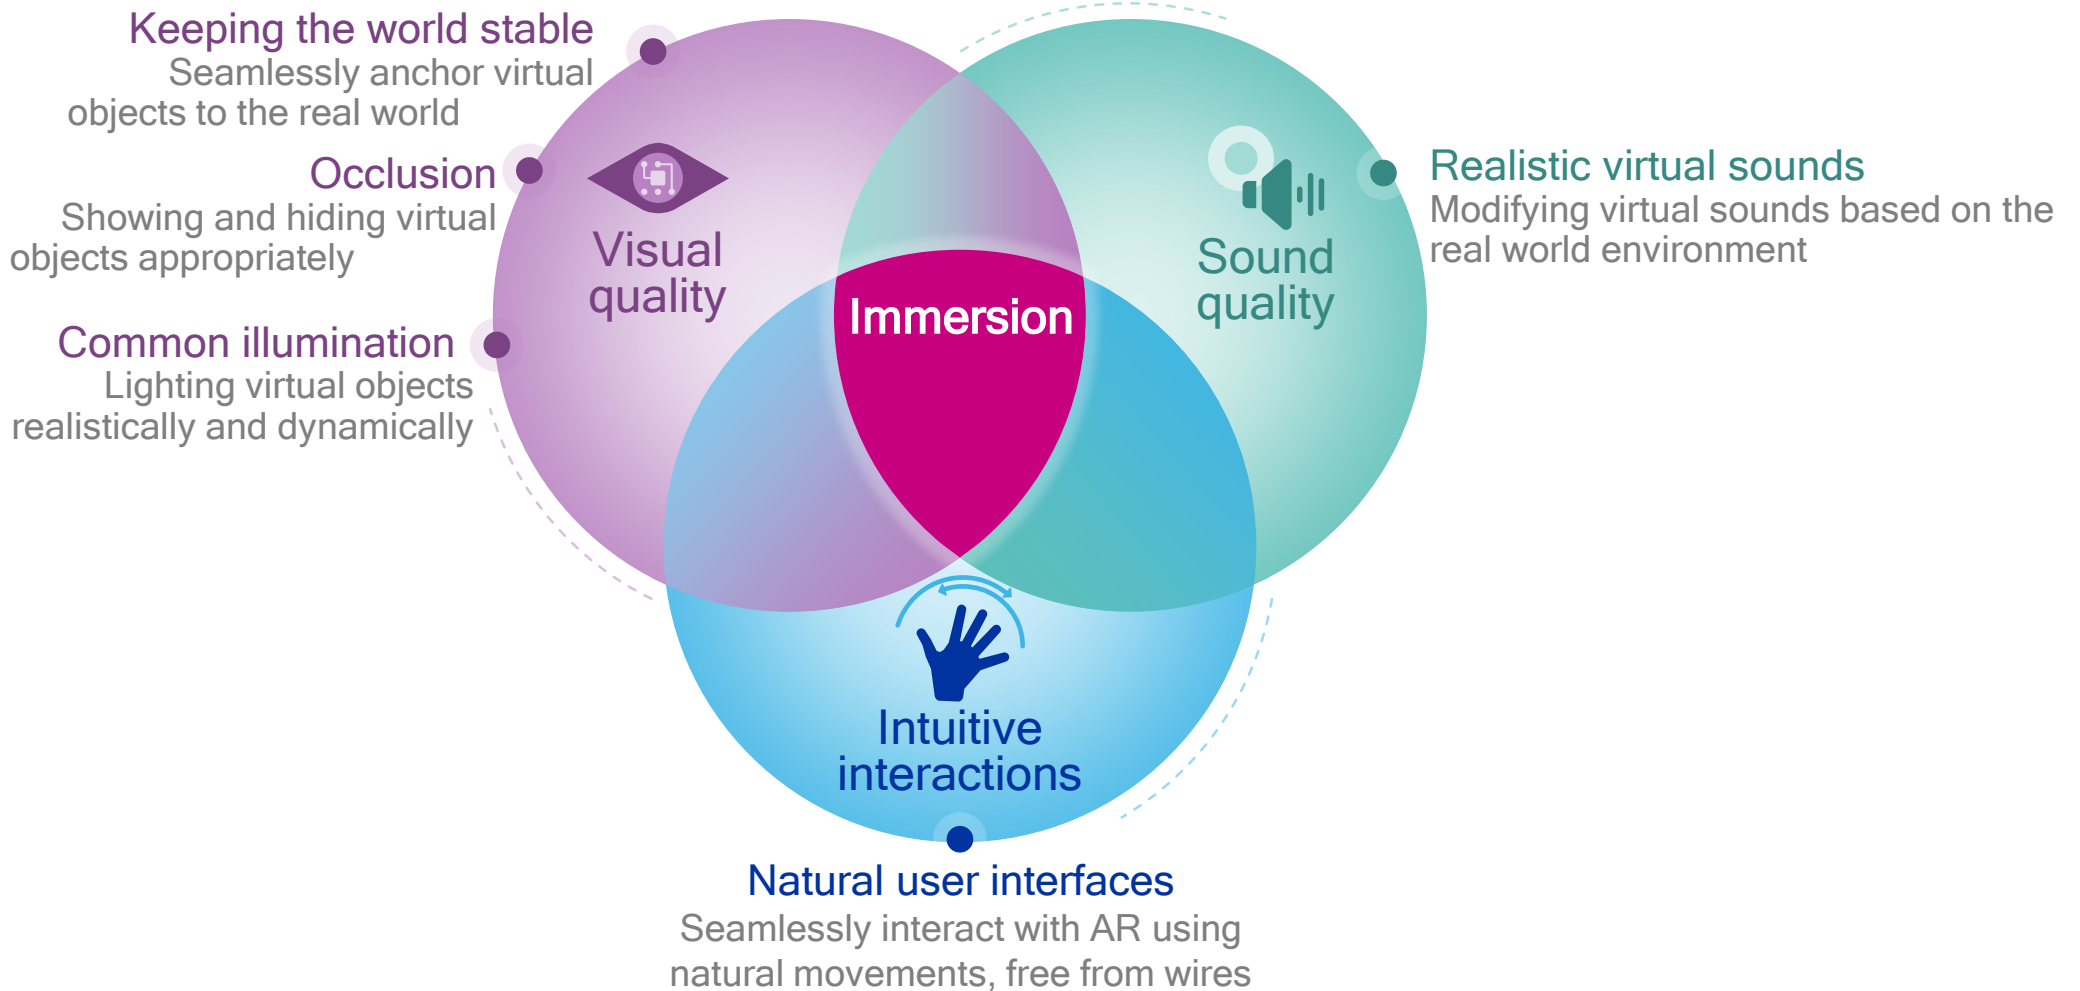 Keeping the world stable
Seamlessly anchor virtual
objects to the real world
Occlusion
Showing and hiding virtual
objects appropriately
Common illumination
Lighting virtual objects
realistically and dynamically
Visual
quality
Immersion
Sound
quality
Realistic virtual sounds
Modifying virtual sounds based on the
real world environment
Intuitive
interactions
Natural user interfaces
Seamlessly interact with AR using
natural movements, free from wires